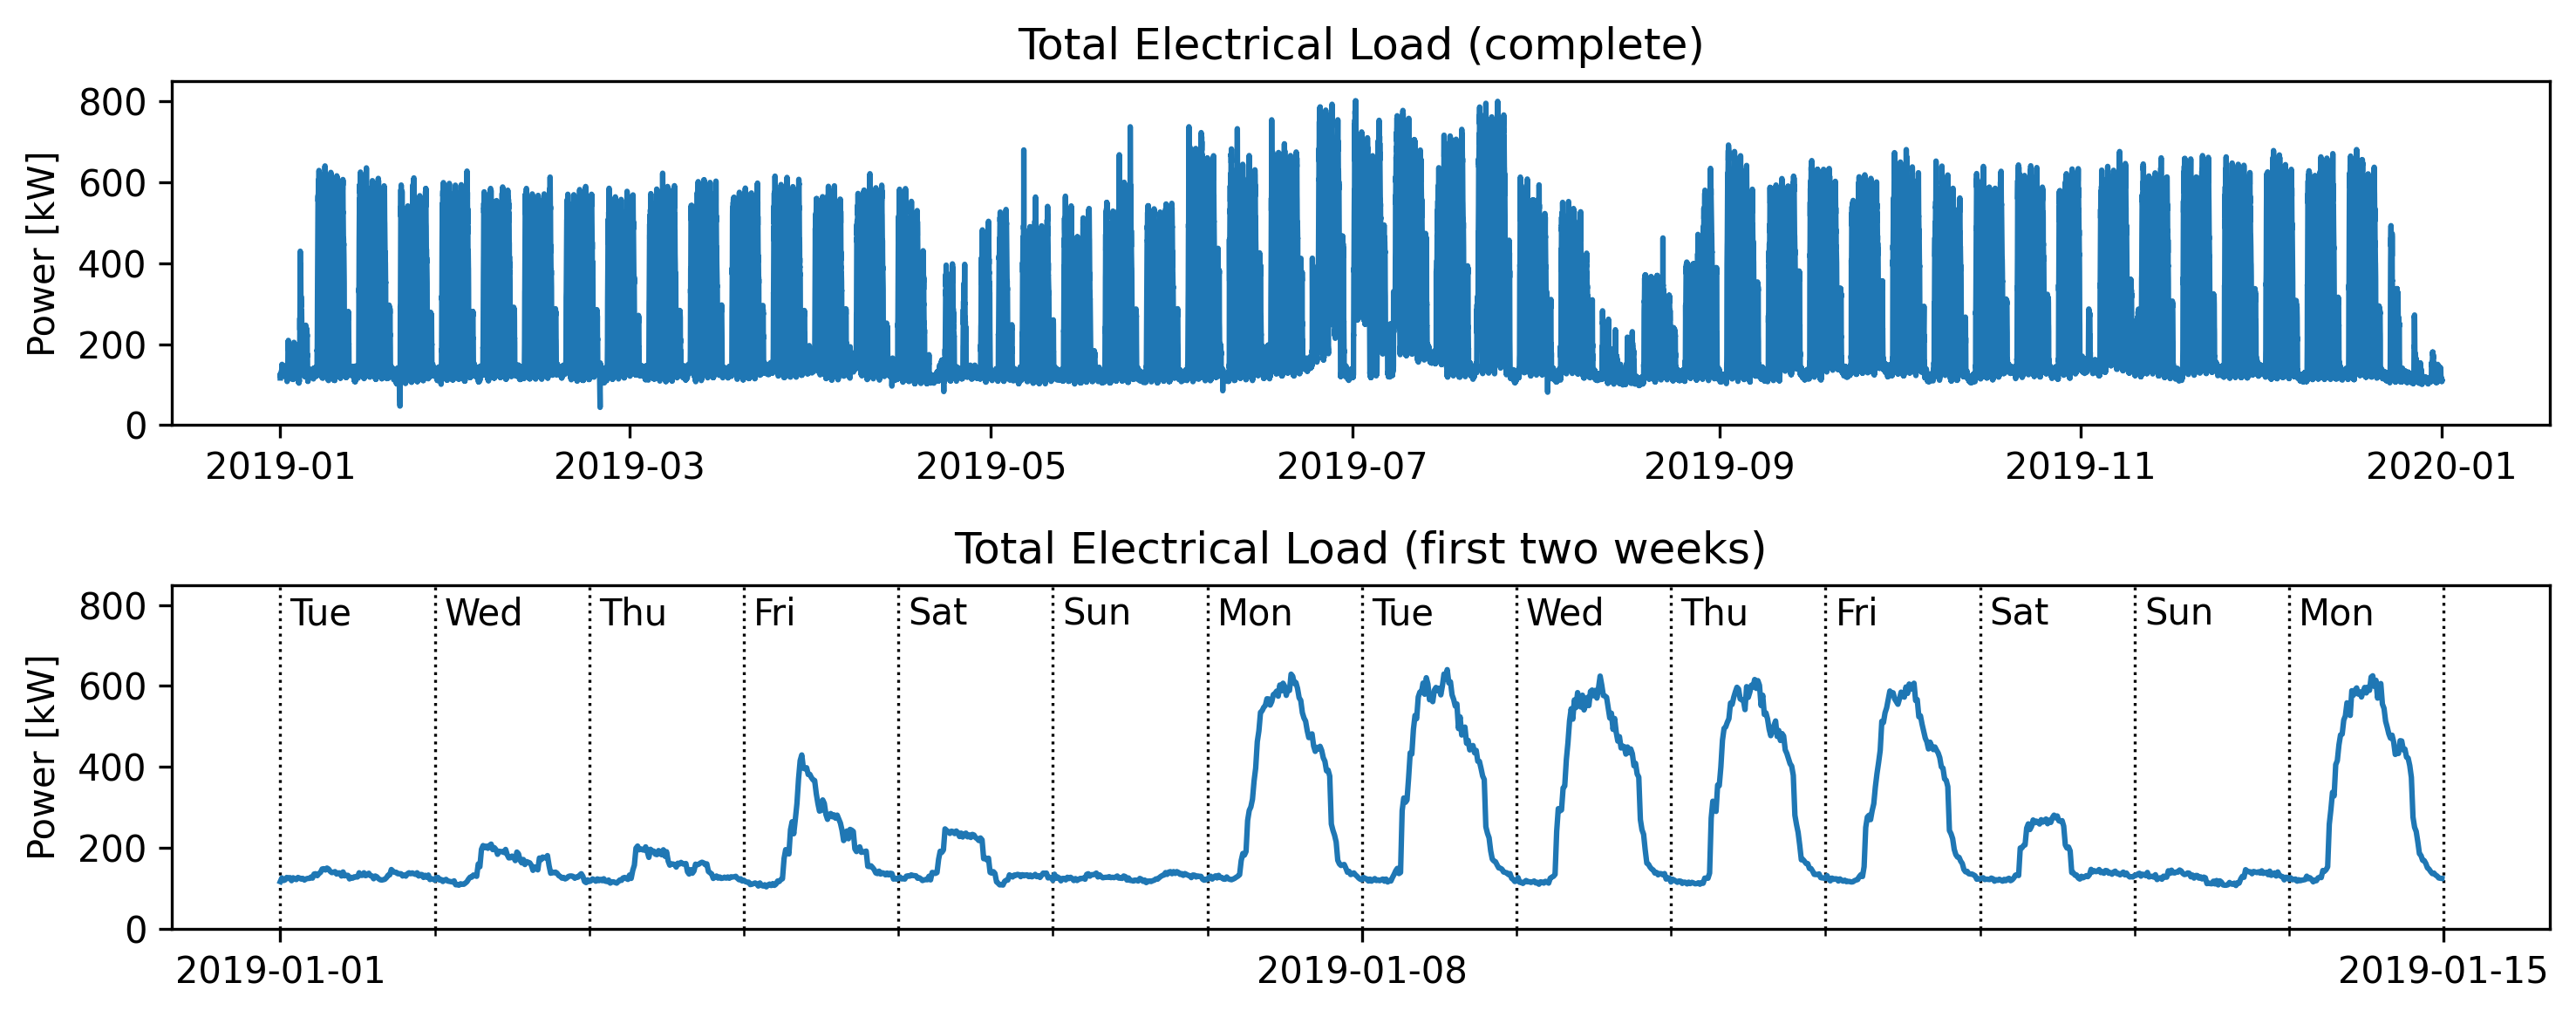 Total Electrical Load (complete)
Power [kW]
800
600
400
200
0
2019-01 2019-03 2019-05 2019-07 2019-09 2019-11 2020-01
Total Electrical Load (first two weeks)
Power [kW]
800
600
400
200
0
Tue Wed Thu Fri Sat Sun Mon Tue Wed Thu Fri Sat Sun Mon
2019-01-01 2019-01-08 2019-01-15